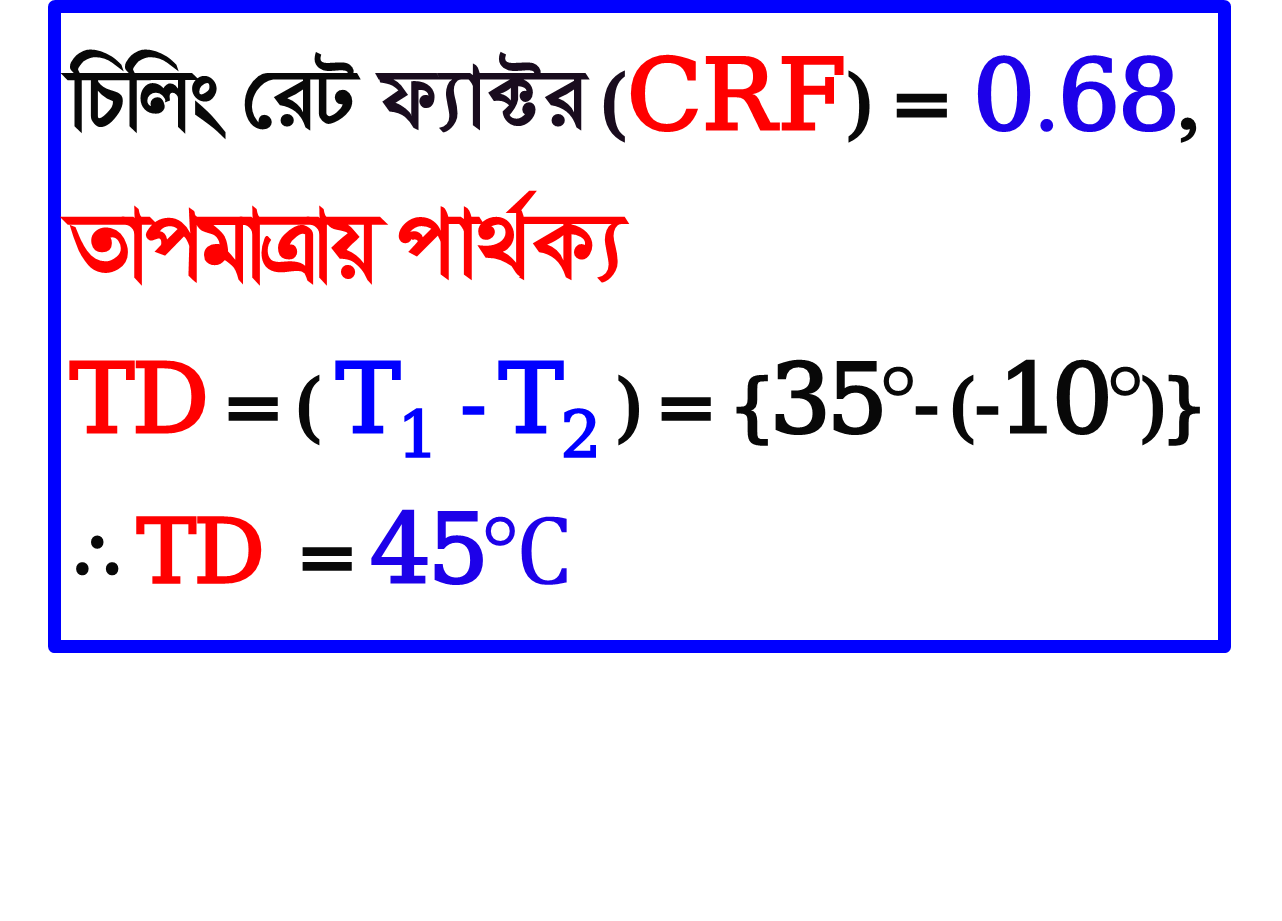 চিলিং রেট ফ্যাক্টর (CRF) = 0.68,
তাপমাত্রায় পার্থক্য
TD = ( T₁ - T₂ ) = {35°- (-10°)}
∴ TD = 45°C